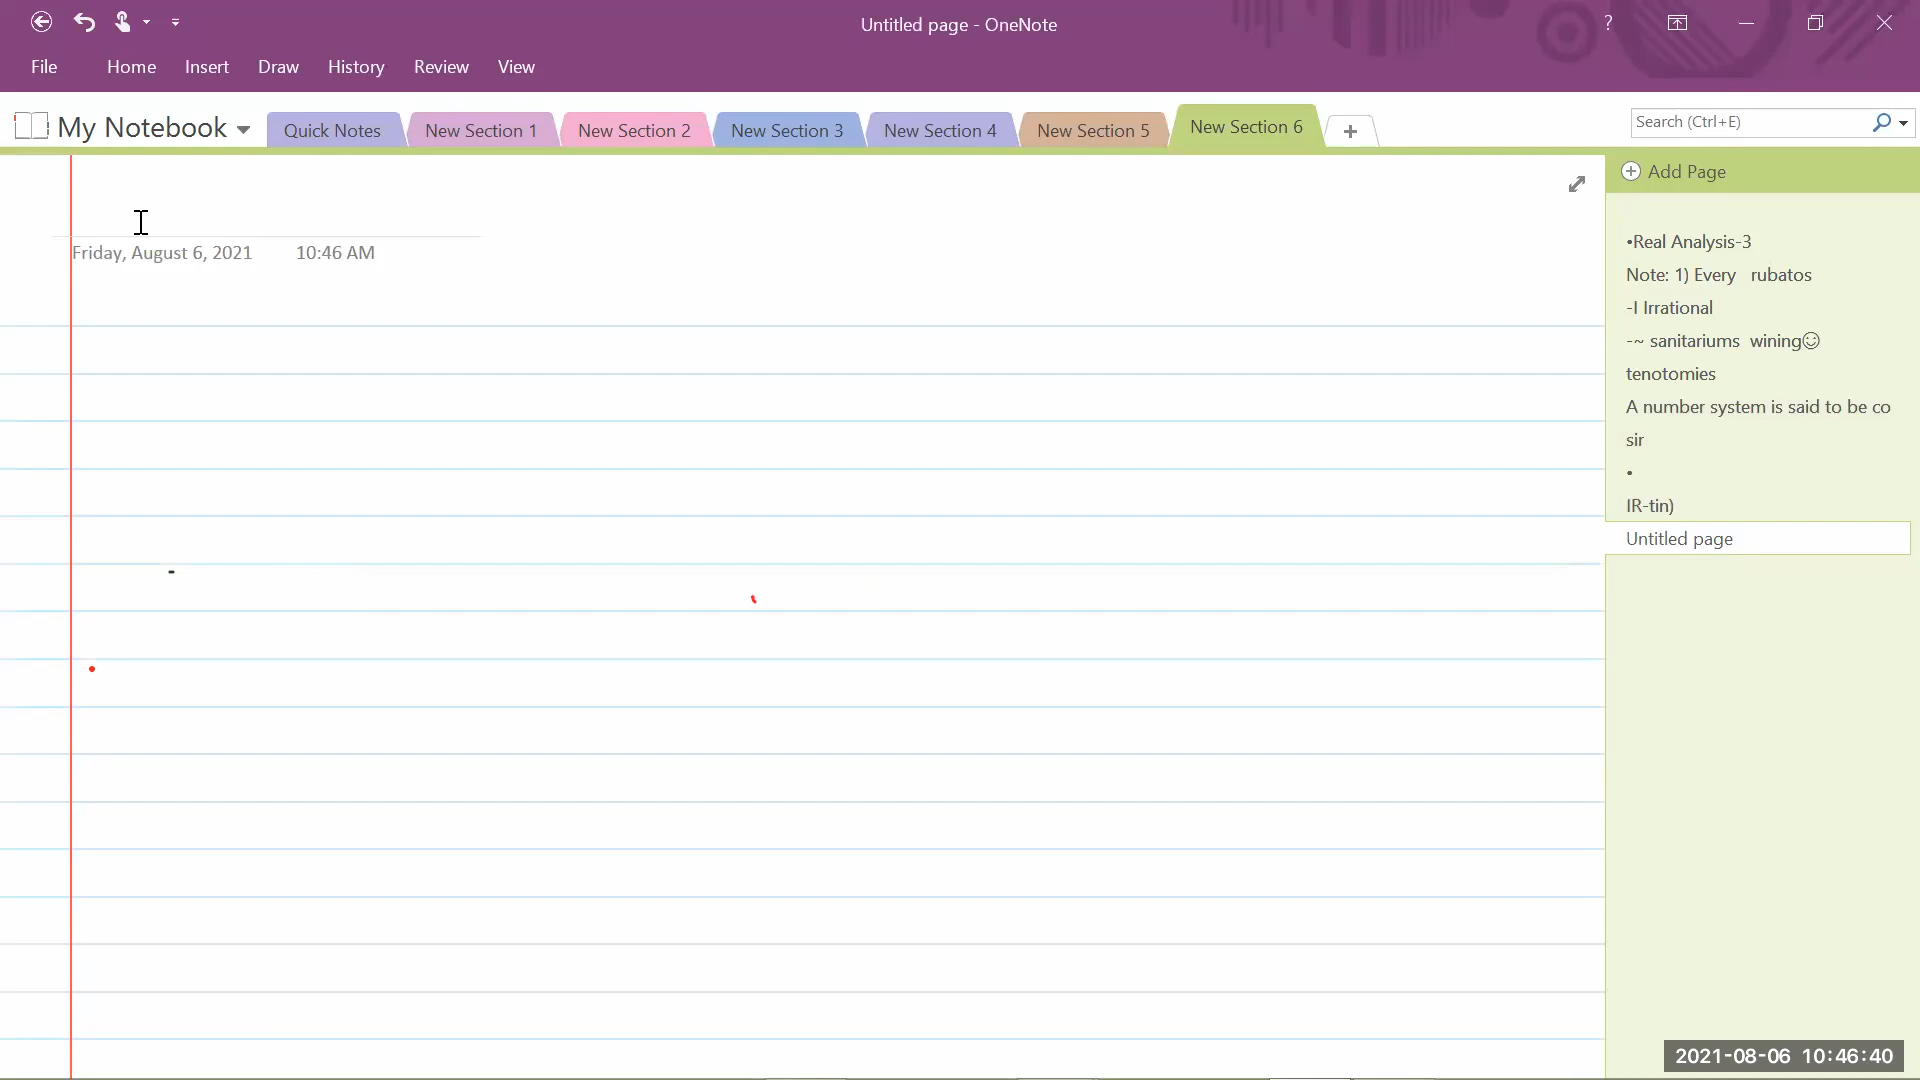 Untitled page - OneNote
?
File Home Insert Draw History Review View
My Notebook Quick Notes New Section 1 New Section 2 New Section 3 New Section 4 New Section 5 New Section 6 +
Search (Ctrl+E)
Add Page
Friday, August 6, 2021 10:46 AM
•Real Analysis-3
Note: 1) Every rubatos
-I Irrational
-~ sanitariums wining☺
tenotomies
A number system is said to be co
sir
•
IR-tin)
Untitled page
2021-08-06 10:46:40